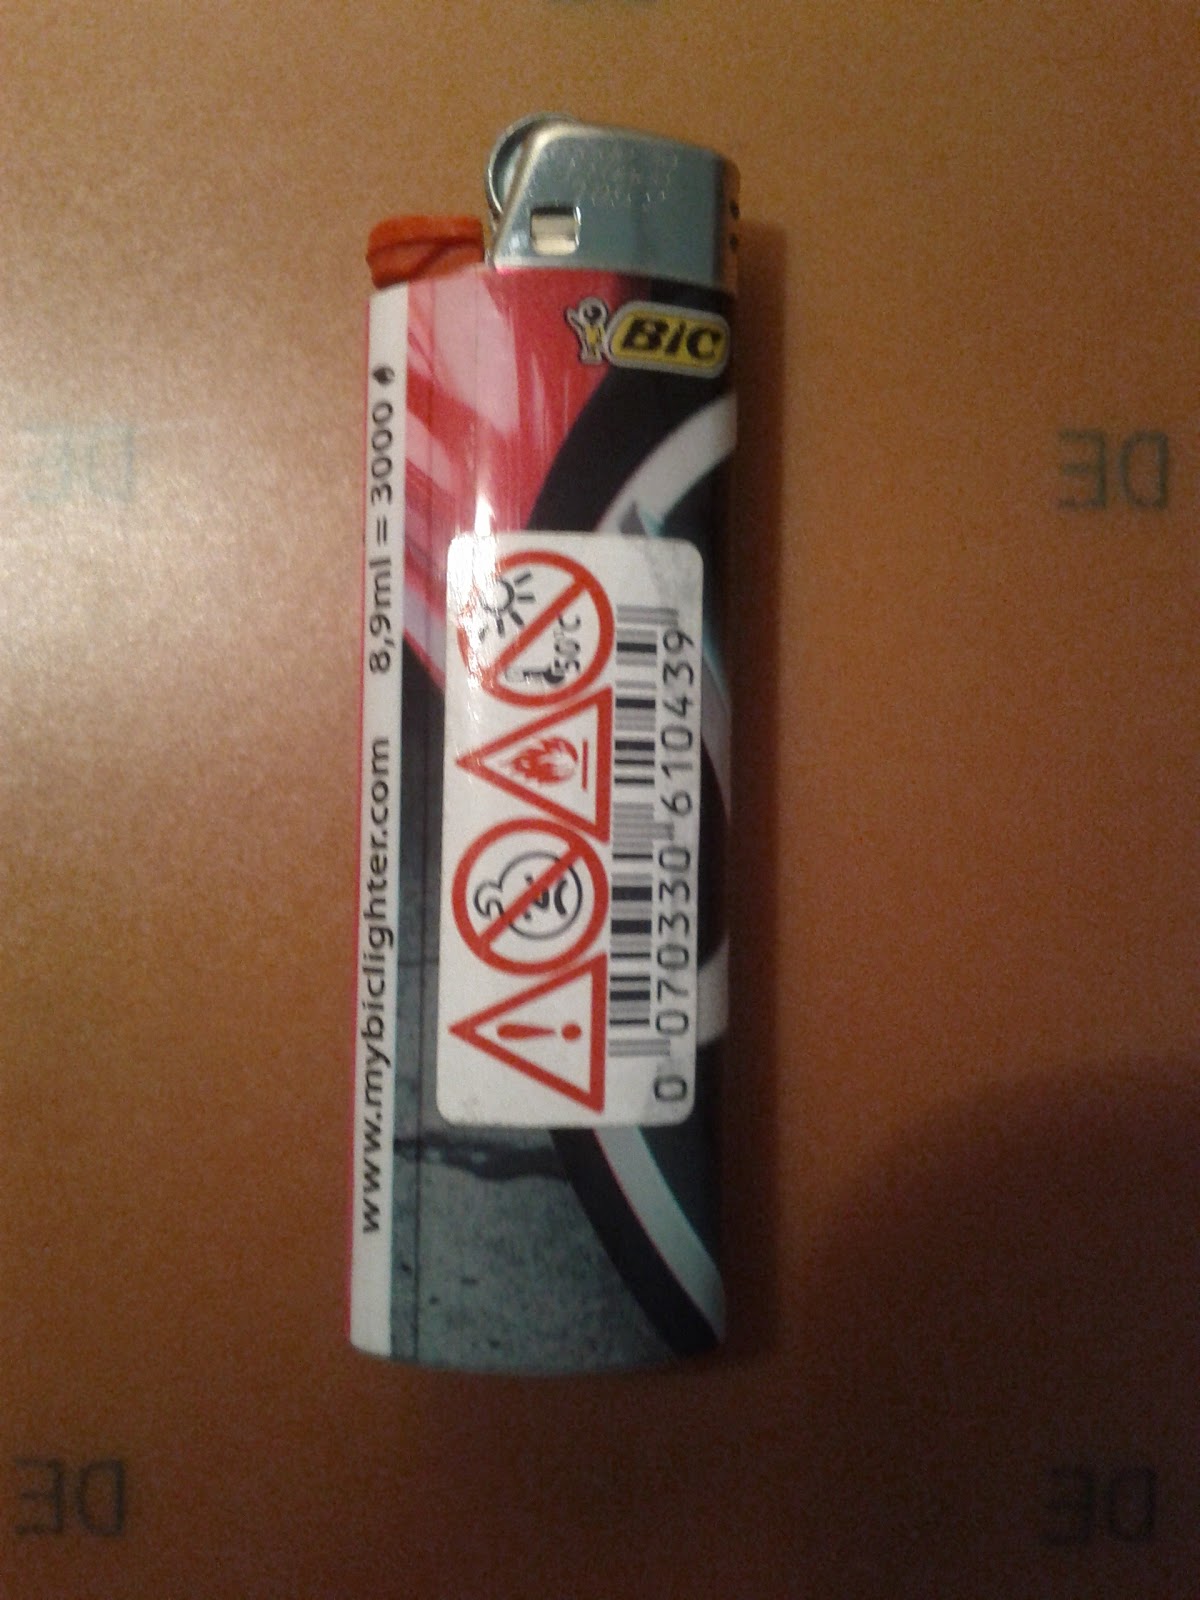 BIC
www.mybiclighter.com 8,9ml = 3000
50°C
0 070330 610439
DE
DE
DE
DE